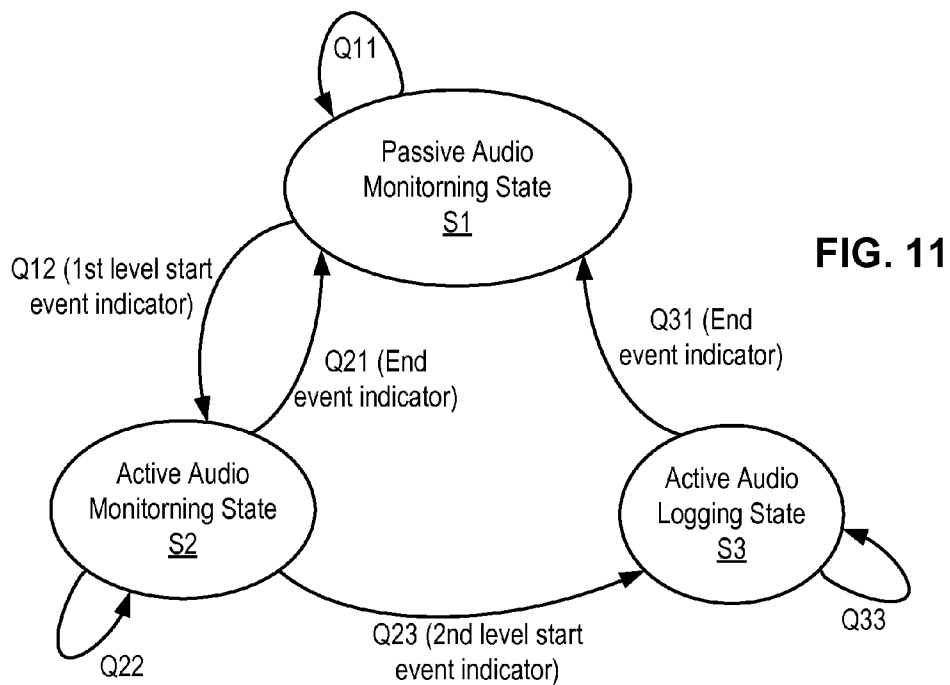 Q11
Passive Audio
Monitorning State
S1
FIG. 11
Q12 (1st level start
event indicator)
Q21 (End
event indicator)
Q31 (End
event indicator)
Active Audio
Monitorning State
S2
Active Audio
Logging State
S3
Q22
Q23 (2nd level start
event indicator)
Q33